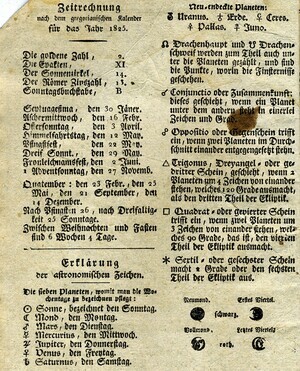 Zeitrechnung
nach dem gregorianischen Kalender
für das Jahr 1825.
Die goldene Zahl , 2.
Die Epakten , XI
Der Sonnenzirkel , 14.
Der Römer Zinszahl ,
Sonntagsbuchstabe , B
Septuagesima , den 30 Jäner.
Aschermittwoch , den 16 Febr.
Ostersonntag , den 3 April.
Himmelfahrtstag , den 12 May.
Pfingstfest , den 22 May.
Dreif. Sonnt. , den 29 May.
Fronleichnamsfest, den 2 Juni.
1 Adventsonntag , den 27 Novemb.
Quatember: den 23 Febr. den 25
May, den 21 September, den
14 Dezember.
Nach Pfingsten 26 , nach Dreifaltig-
keit 25 Sonntage.
Zwischen Weihnachten und Fasten
sind 6 Wochen 4 Tage.
Erklärung
der astronomischen Zeichen.
Die sieben Planeten, womit man die Wo-
chentage zu bezeichnen pflegt:
☉ Sonne, bezeichnet den Sonntag.
☾ Mond, den Montag.
♂ Mars, den Dienstag.
☿ Merkurius, den Mittwoch.
♃ Jupiter, den Donnerstag.
♀ Venus, den Freytag.
♄ Saturnus, den Samstag.
Neu-entdeckte Planeten:
♅ Uranus. ♁ Erde. ⚳ Ceres.
⚴ Pallas. ⚵ Juno.
☊ Drachenhaupt und ☋ Drachen-
schweif werden zum Theil auch un-
ter die Planeten gezählt, und sind
die Punkte, worin die Finsternisse
geschehen.
☌ Conjunctio oder Zusammenschein:
dieses geschieht, wenn ein Planet
unter dem andern in einerley
Zeichen und Grad
☍ Oppositio oder Gegenschein trifft
ein, wenn zwei Planeten im Durch-
schnitt einander entgegengesetzt stehn.
△ Trigonus, Dreyangel- oder ge-
dritter Schein, geschieht, wenn 2
Planeten um 4 Zeichen von einander
stehen, welches 120 Grad ausmacht,
als den dritten Theil der Ekliptik.
□ Quadrat- oder gevierter Schein
trifft ein, wenn zwei Planeten um
3 Zeichen von einander stehen, wel-
ches 90 Grade, das ist, den vierten
Theil der Ekliptik ausmacht.
⚹ Sextil- oder gesechster Schein
macht 2 Zeichen oder den sechsten
Theil der Ekliptik aus.
Neumond. Erstes Viertel.
schwarz.
Vollmond. Letztes Viertel.
roth.